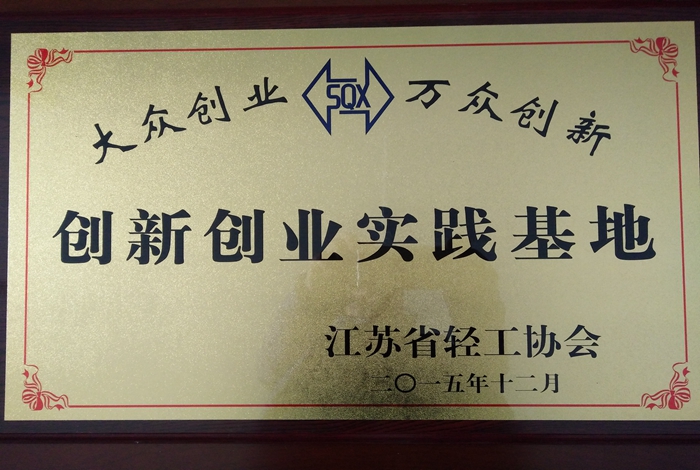 大众创业 SQX 万众创新
创新创业实践基地
江苏省轻工协会
二〇一五年十二月